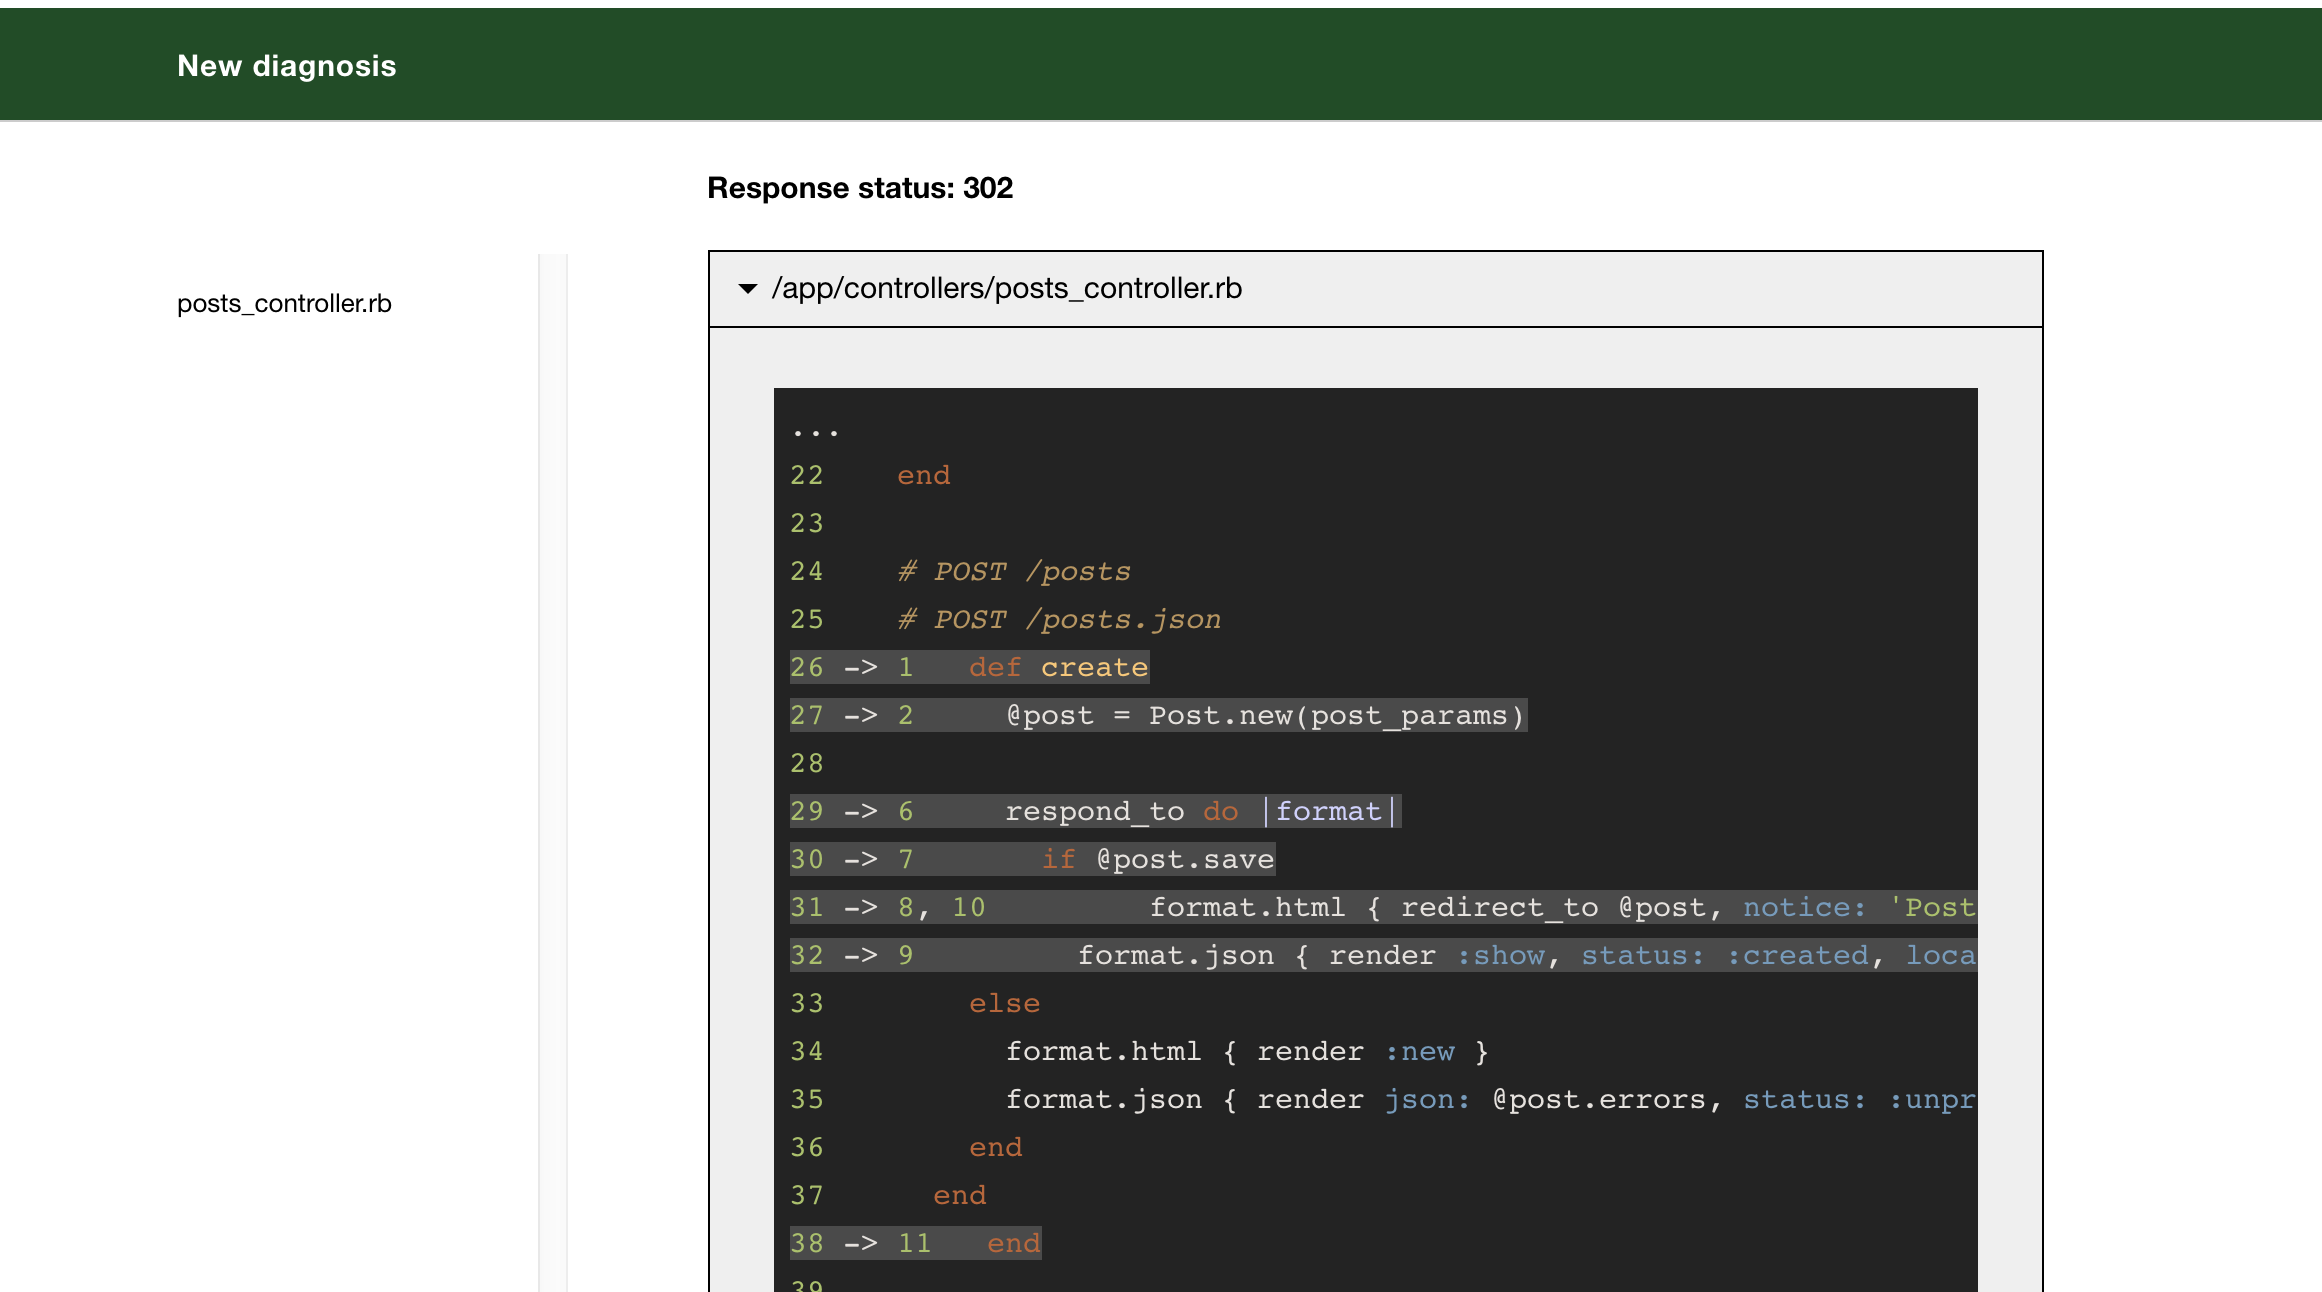 New diagnosis
Response status: 302
posts_controller.rb
/app/controllers/posts_controller.rb
...
22    end
23
24    # POST /posts
25    # POST /posts.json
26 -> 1   def create
27 -> 2     @post = Post.new(post_params)
28
29 -> 6     respond_to do |format|
30 -> 7       if @post.save
31 -> 8, 10         format.html { redirect_to @post, notice: 'Post
32 -> 9         format.json { render :show, status: :created, loca
33        else
34          format.html { render :new }
35          format.json { render json: @post.errors, status: :unpr
36        end
37      end
38 -> 11   end
39